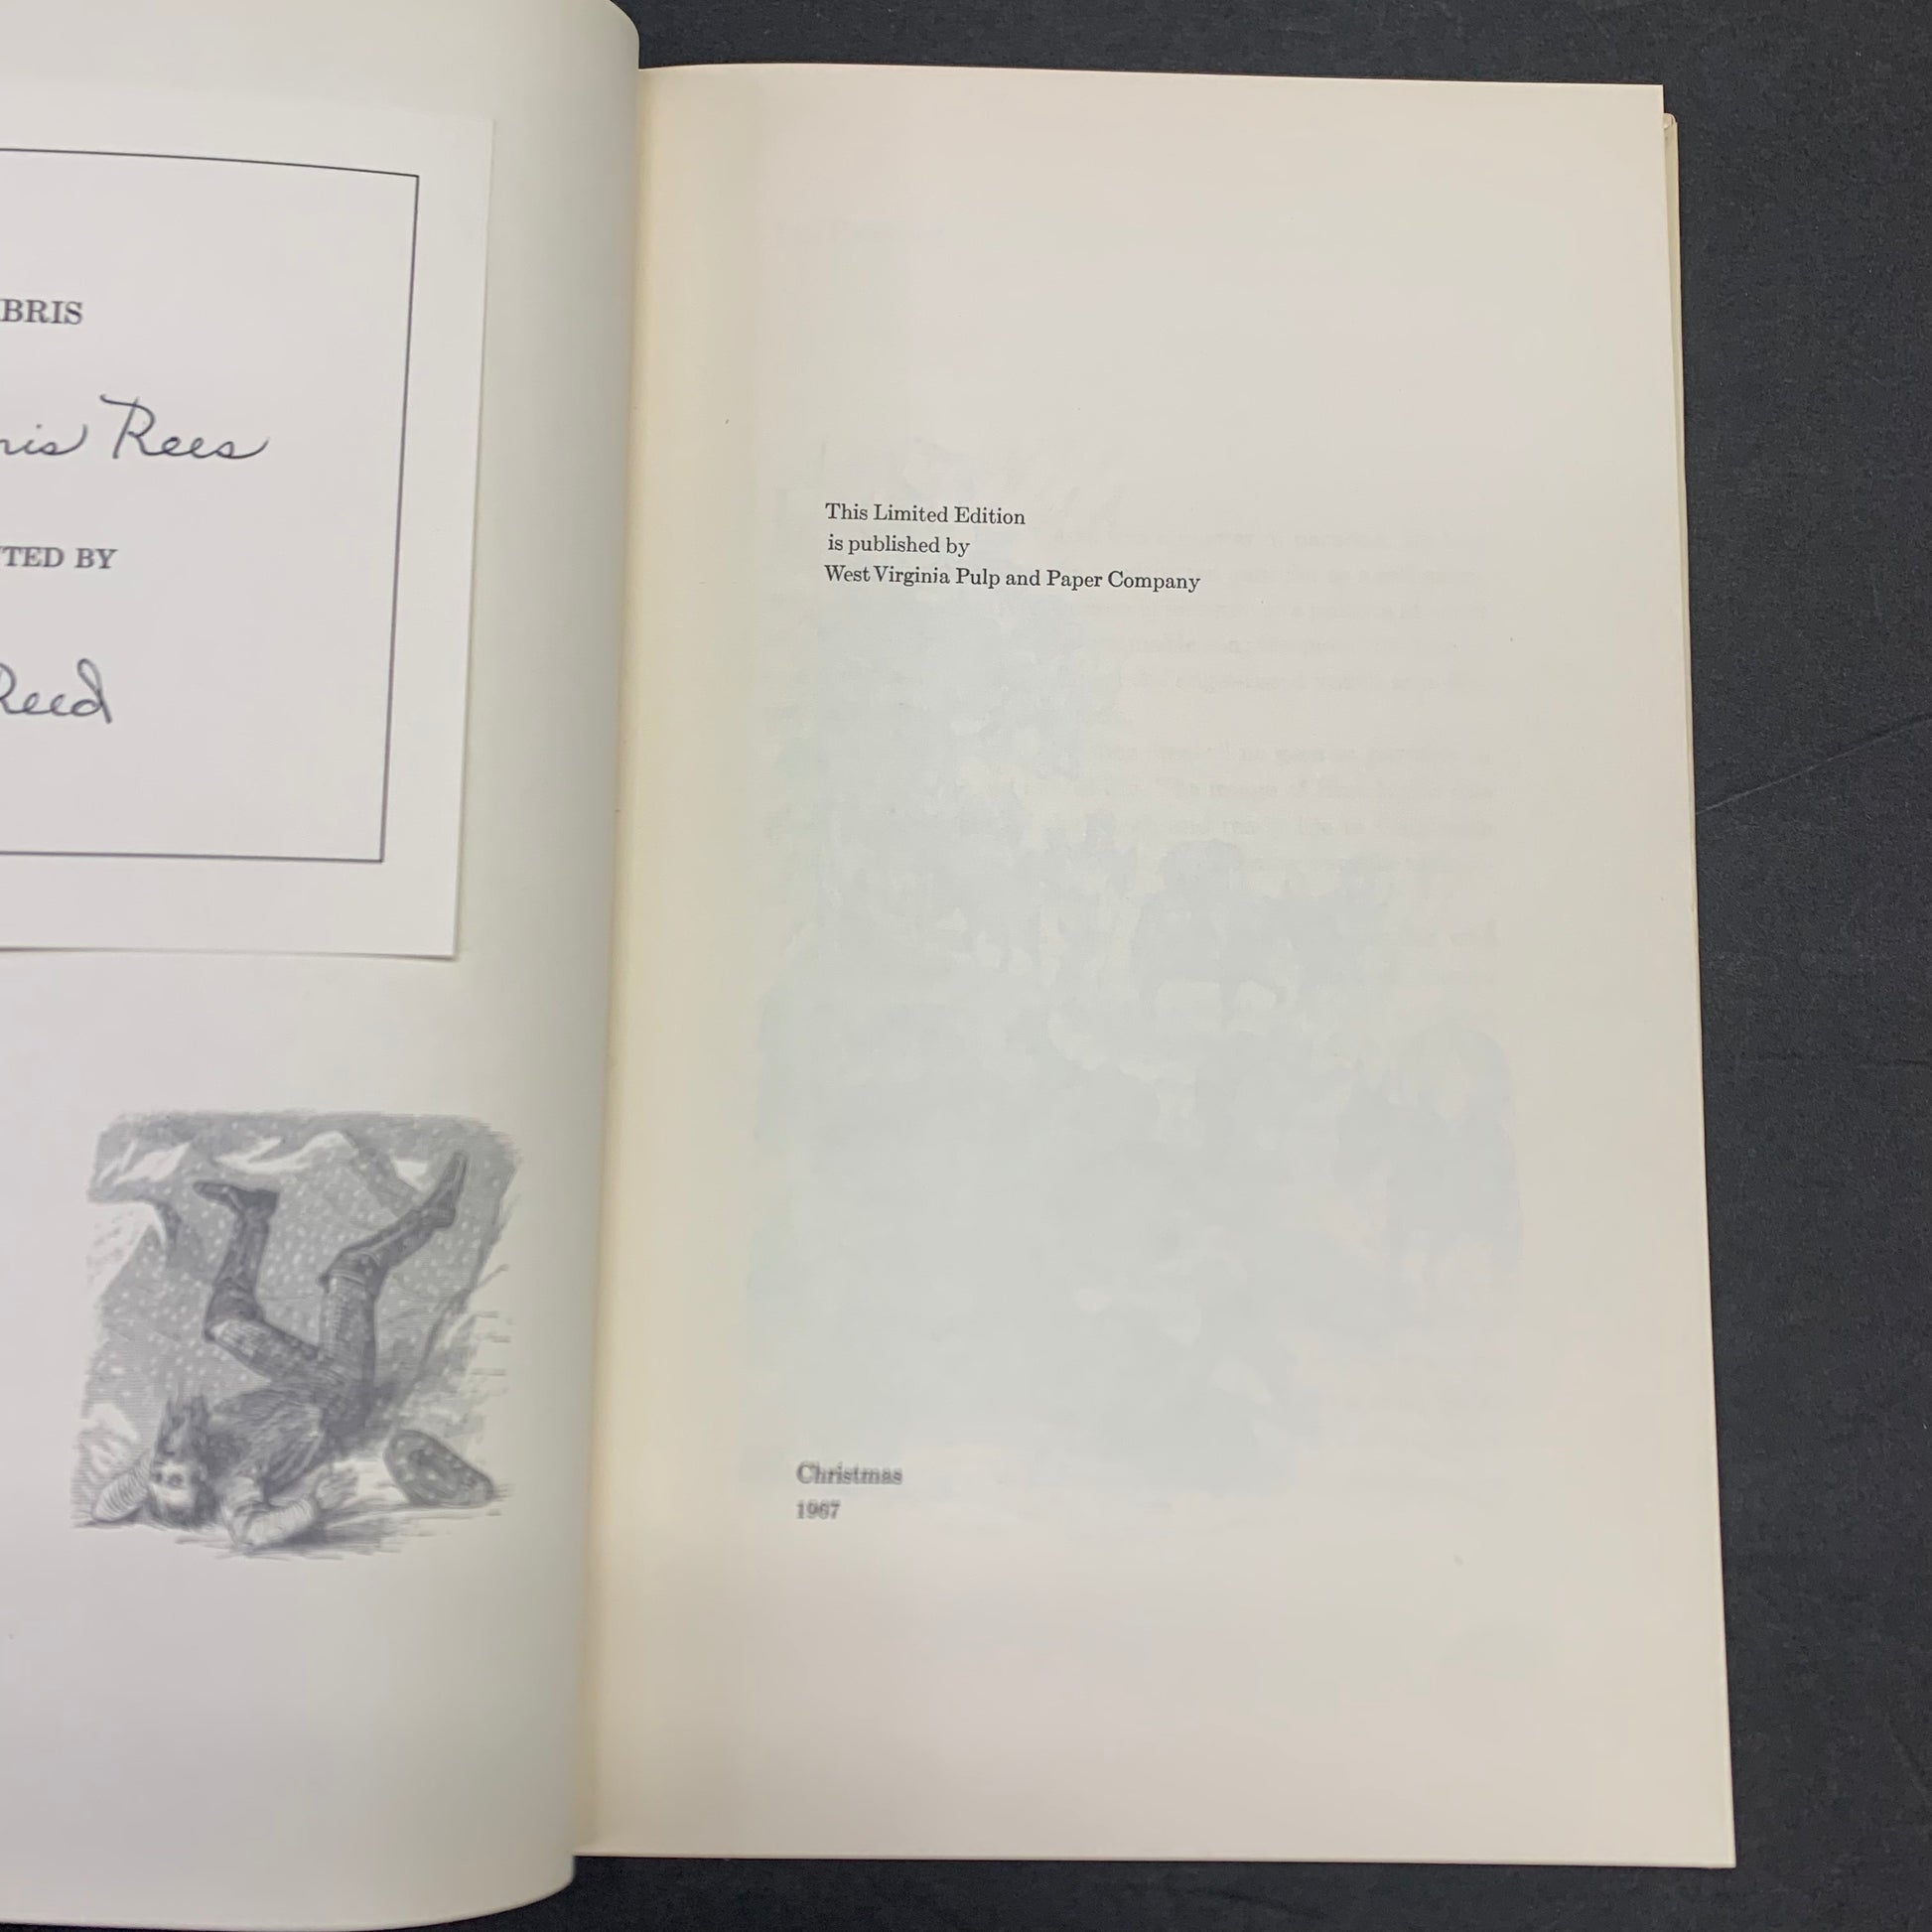 BRIS
nis Rees
TED BY
Reed
This Limited Edition
is published by
West Virginia Pulp and Paper Company
Christmas
1967